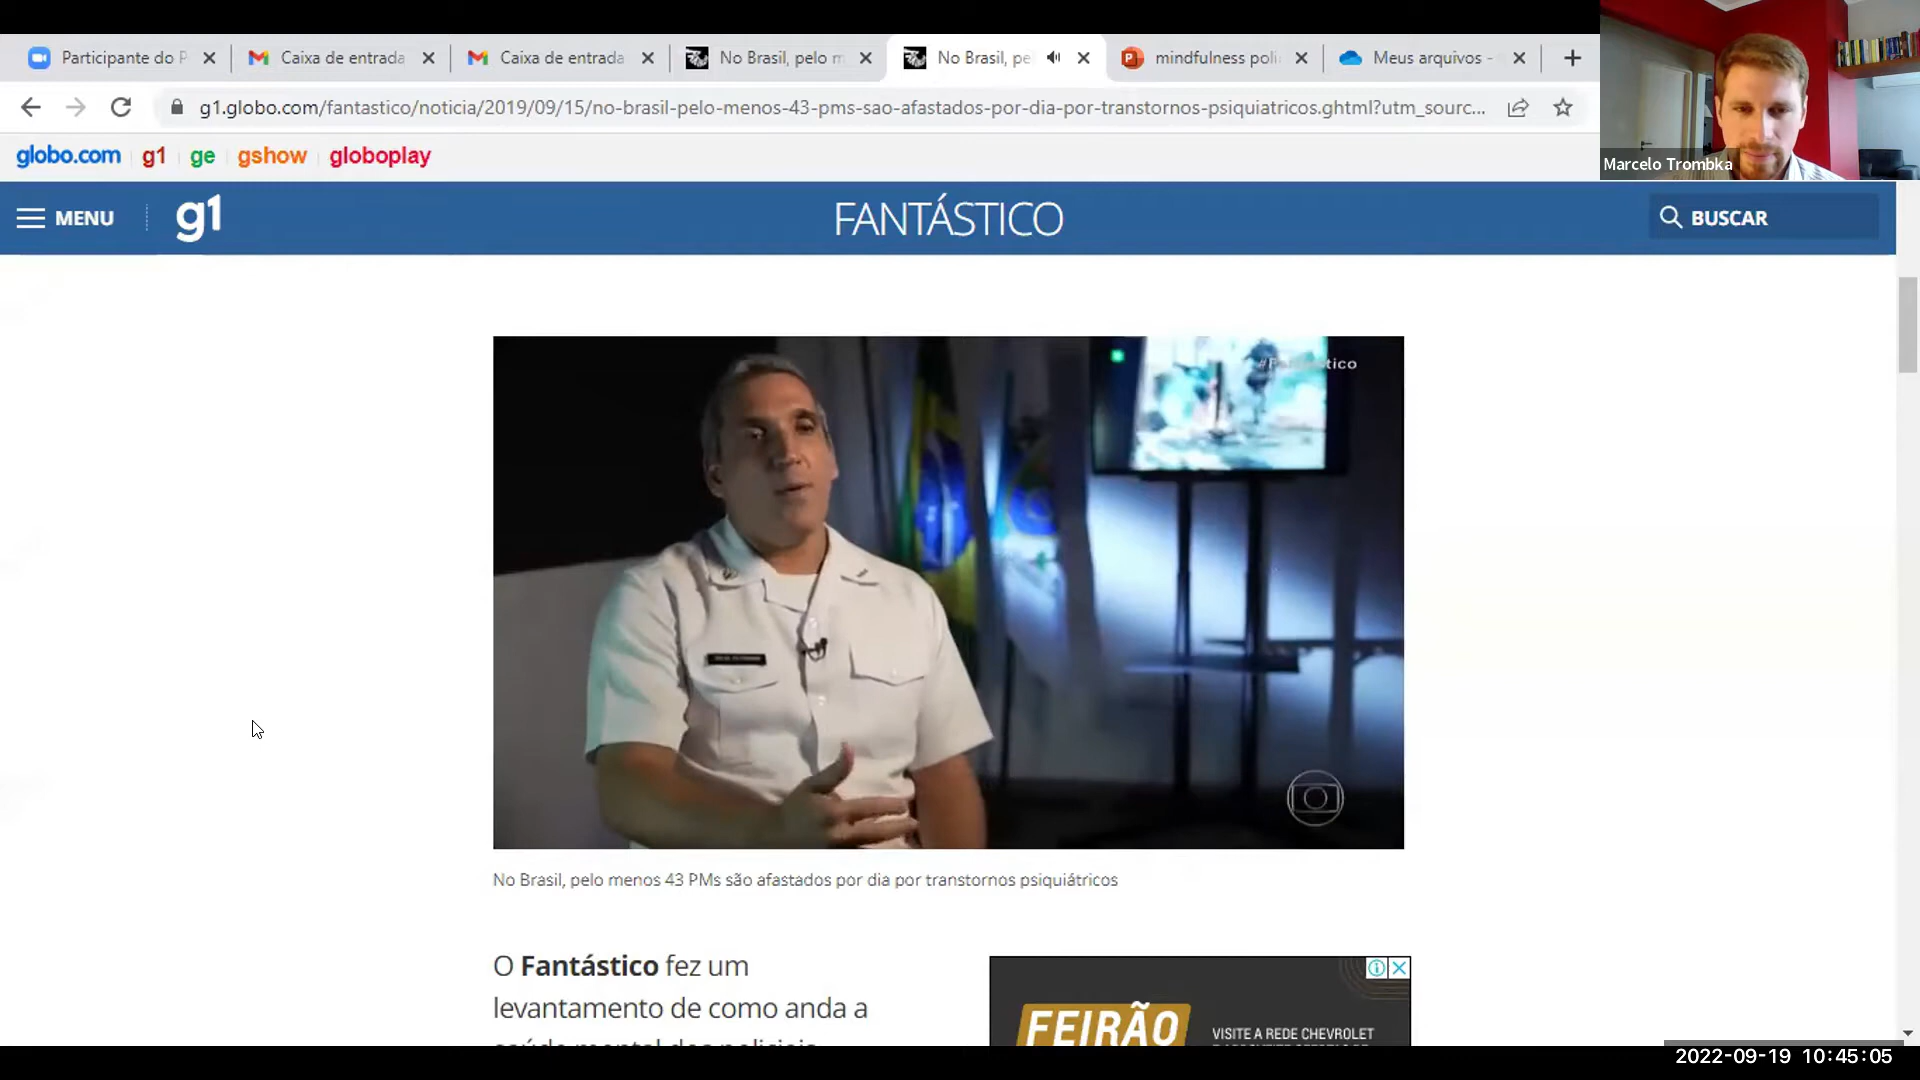 Participante do P
Caixa de entrada
Caixa de entrada
No Brasil, pelo m
No Brasil, pe
mindfulness poli
Meus arquivos -
g1.globo.com/fantastico/noticia/2019/09/15/no-brasil-pelo-menos-43-pms-sao-afastados-por-dia-por-transtornos-psiquiatricos.ghtml?utm_sourc...
Marcelo Trombka
globo.com g1 ge gshow globoplay
MENU g1 FANTÁSTICO BUSCAR
No Brasil, pelo menos 43 PMs são afastados por dia por transtornos psiquiátricos
O Fantástico fez um
levantamento de como anda a
saúde mental dos policiais
FEIRÃO
VISITE A REDE CHEVROLET
2022-09-19 10:45:05